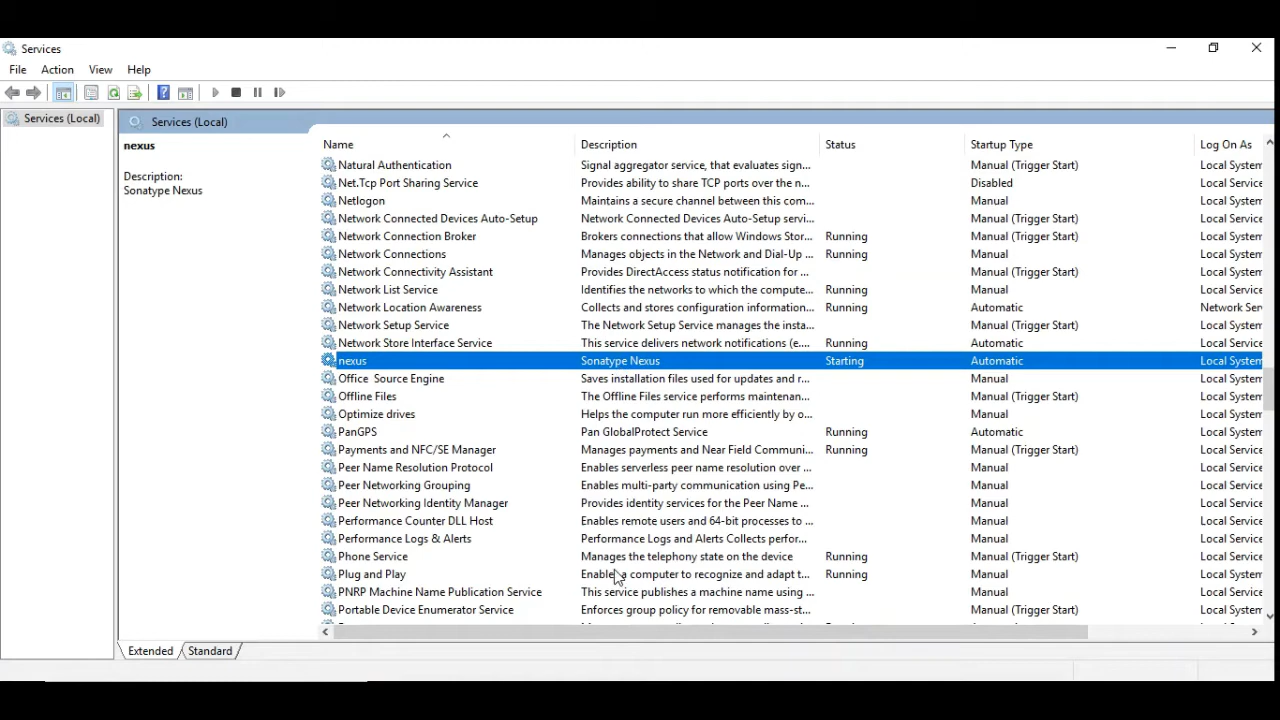 Services
File Action View Help
Services (Local)
Services (Local)
nexus
Description:
Sonatype Nexus
Name Description Status Startup Type Log On As
Natural Authentication Signal aggregator service, that evaluates sign... Manual (Trigger Start) Local System
Net.Tcp Port Sharing Service Provides ability to share TCP ports over the n... Disabled Local Service
Netlogon Maintains a secure channel between this com... Manual Local System
Network Connected Devices Auto-Setup Network Connected Devices Auto-Setup servi... Manual (Trigger Start) Local Service
Network Connection Broker Brokers connections that allow Windows Stor... Running Manual (Trigger Start) Local System
Network Connections Manages objects in the Network and Dial-Up ... Running Manual Local System
Network Connectivity Assistant Provides DirectAccess status notification for ... Manual (Trigger Start) Local System
Network List Service Identifies the networks to which the compute... Running Manual Local Service
Network Location Awareness Collects and stores configuration information... Running Automatic Network Ser
Network Setup Service The Network Setup Service manages the insta... Manual (Trigger Start) Local System
Network Store Interface Service This service delivers network notifications (e.... Running Automatic Local Service
nexus Sonatype Nexus Starting Automatic Local System
Office Source Engine Saves installation files used for updates and r... Manual Local System
Offline Files The Offline Files service performs maintenan... Manual (Trigger Start) Local System
Optimize drives Helps the computer run more efficiently by o... Manual Local System
PanGPS Pan GlobalProtect Service Running Automatic Local System
Payments and NFC/SE Manager Manages payments and Near Field Communi... Running Manual (Trigger Start) Local Service
Peer Name Resolution Protocol Enables serverless peer name resolution over ... Manual Local Service
Peer Networking Grouping Enables multi-party communication using Pe... Manual Local Service
Peer Networking Identity Manager Provides identity services for the Peer Name ... Manual Local Service
Performance Counter DLL Host Enables remote users and 64-bit processes to ... Manual Local Service
Performance Logs & Alerts Performance Logs and Alerts Collects perfor... Manual Local Service
Phone Service Manages the telephony state on the device Running Manual (Trigger Start) Local Service
Plug and Play Enables a computer to recognize and adapt t... Running Manual Local System
PNRP Machine Name Publication Service This service publishes a machine name using ... Manual Local Service
Portable Device Enumerator Service Enforces group policy for removable mass-st... Manual (Trigger Start) Local System
Extended Standard